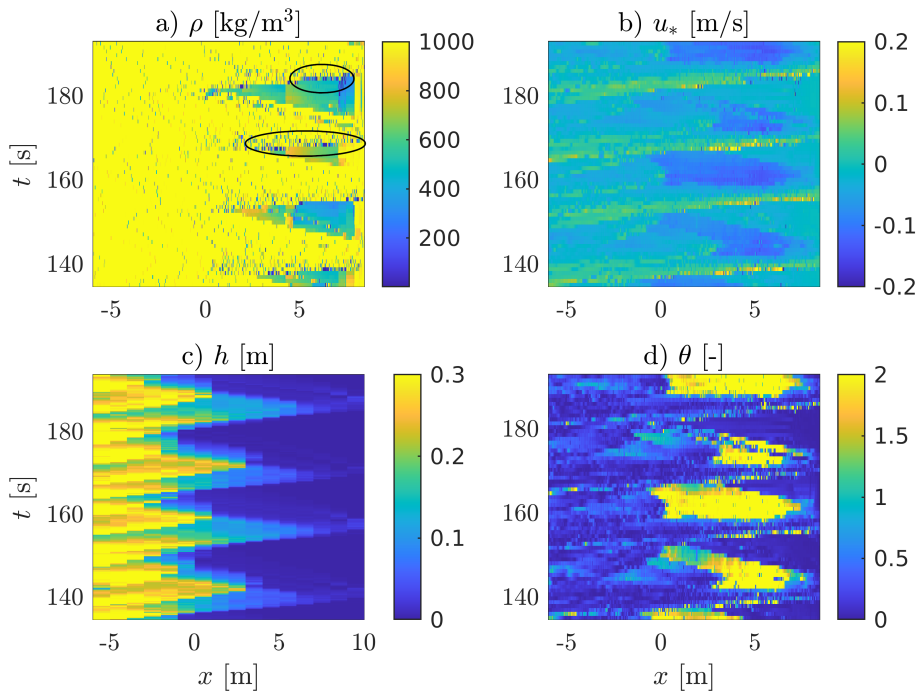 a) ρ [kg/m³]
b) u* [m/s]
1000
800
600
400
200
0.2
0.1
0
-0.1
-0.2
180
160
140
t [s]
180
160
140
-5 0 5
-5 0 5
c) h [m]
d) θ [-]
0.3
0.2
0.1
0
2
1.5
1
0.5
0
180
160
140
t [s]
180
160
140
-5 0 5 10
-5 0 5
x [m]
x [m]